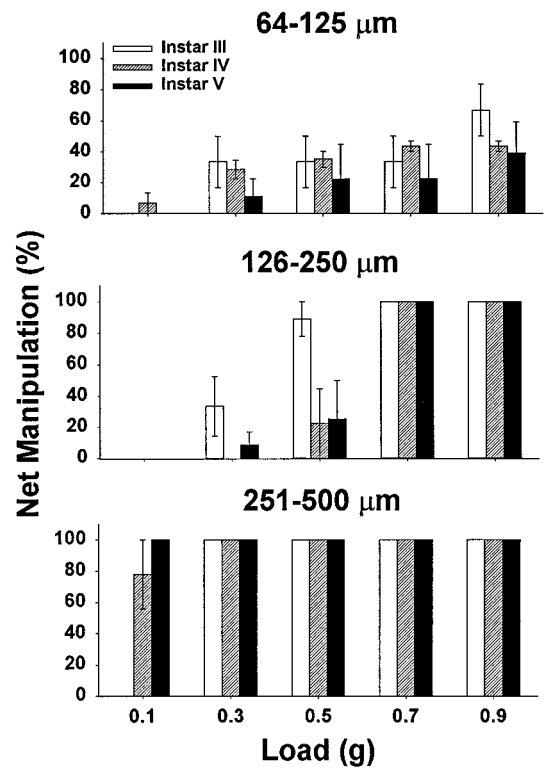 64-125 μm
Instar III
Instar IV
Instar V
100
80
60
40
20
0
126-250 μm
100
80
60
40
20
0
251-500 μm
100
80
60
40
20
0
0.1 0.3 0.5 0.7 0.9
Load (g)
Net Manipulation (%)